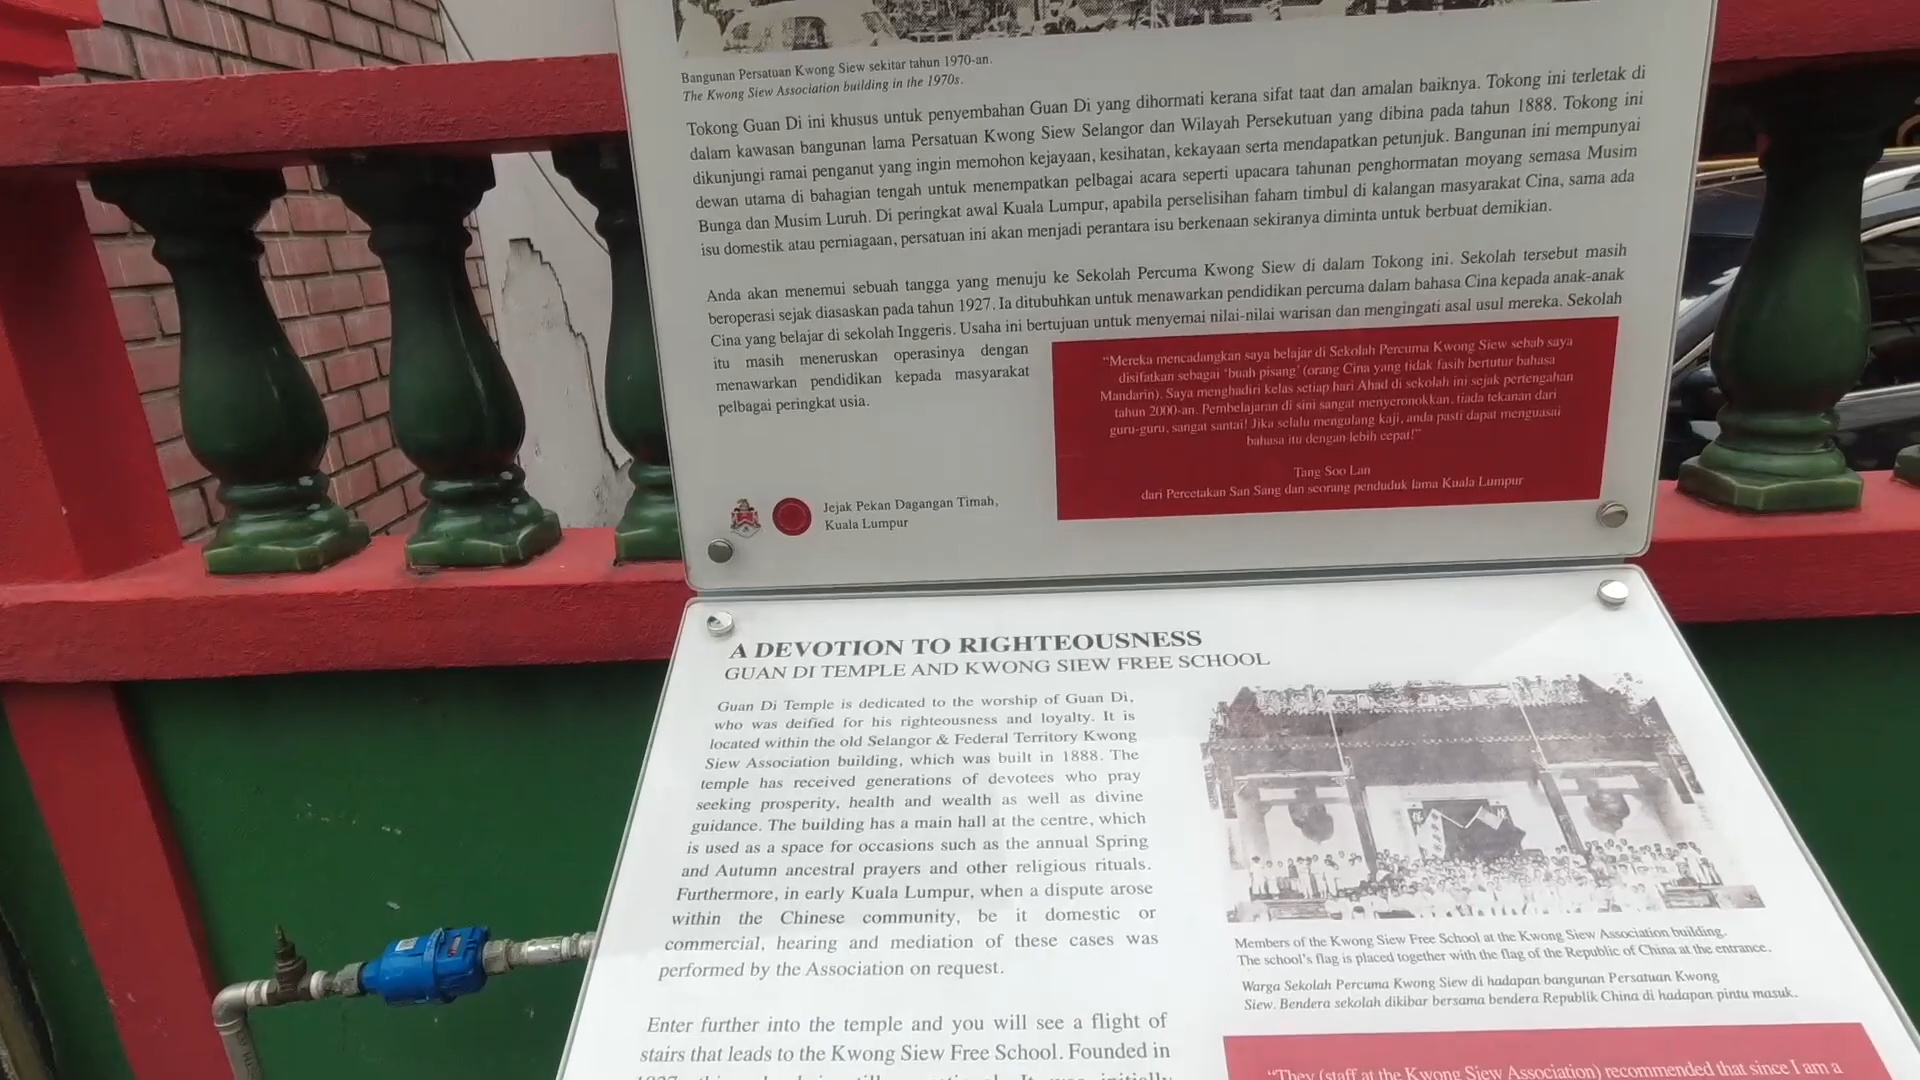 Bangunan Persatuan Kwong Siew sekitar tahun 1970-an.
The Kwong Siew Association building in the 1970s.
Tokong Guan Di ini khusus untuk penyembahan Guan Di yang dihormati kerana sifat taat dan amalan baiknya. Tokong ini terletak di
dalam kawasan bangunan lama Persatuan Kwong Siew Selangor dan Wilayah Persekutuan yang dibina pada tahun 1888. Tokong ini
dikunjungi ramai penganut yang ingin memohon kejayaan, kesihatan, kekayaan serta mendapatkan petunjuk. Bangunan ini mempunyai
dewan utama di bahagian tengah untuk menempatkan pelbagai acara seperti upacara tahunan penghormatan moyang semasa Musim
Bunga dan Musim Luruh. Di peringkat awal Kuala Lumpur, apabila perselisihan faham timbul di kalangan masyarakat Cina, sama ada
isu domestik atau perniagaan, persatuan ini akan menjadi perantara isu berkenaan sekiranya diminta untuk berbuat demikian.
Anda akan menemui sebuah tangga yang menuju ke Sekolah Percuma Kwong Siew di dalam Tokong ini. Sekolah tersebut masih
beroperasi sejak diasaskan pada tahun 1927. Ia ditubuhkan untuk menawarkan pendidikan percuma dalam bahasa Cina kepada anak-anak
Cina yang belajar di sekolah Inggeris. Usaha ini bertujuan untuk menyemai nilai-nilai warisan dan mengingati asal usul mereka. Sekolah
itu masih meneruskan operasinya dengan
menawarkan pendidikan kepada masyarakat
pelbagai peringkat usia.
“Mereka mencadangkan saya belajar di Sekolah Percuma Kwong Siew sebab saya
disifatkan sebagai ‘buah pisang’ (orang Cina yang tidak fasih bertutur bahasa
Mandarin). Saya menghadiri kelas setiap hari Ahad di sekolah ini sejak pertengahan
tahun 2000-an. Pembelajaran di sini sangat menyeronokkan, tiada tekanan dari
guru-guru, sangat santai! Jika selalu mengulang kaji, anda pasti dapat menguasai
bahasa itu dengan lebih cepat!”
Tang Soo Lan
dari Percetakan San Sang dan seorang penduduk lama Kuala Lumpur
Jejak Pekan Dagangan Timah,
Kuala Lumpur
A DEVOTION TO RIGHTEOUSNESS
GUAN DI TEMPLE AND KWONG SIEW FREE SCHOOL
Guan Di Temple is dedicated to the worship of Guan Di,
who was deified for his righteousness and loyalty. It is
located within the old Selangor & Federal Territory Kwong
Siew Association building, which was built in 1888. The
temple has received generations of devotees who pray
seeking prosperity, health and wealth as well as divine
guidance. The building has a main hall at the centre, which
is used as a space for occasions such as the annual Spring
and Autumn ancestral prayers and other religious rituals.
Furthermore, in early Kuala Lumpur, when a dispute arose
within the Chinese community, be it domestic or
commercial, hearing and mediation of these cases was
performed by the Association on request.
Enter further into the temple and you will see a flight of
stairs that leads to the Kwong Siew Free School. Founded in
Members of the Kwong Siew Free School at the Kwong Siew Association building.
The school's flag is placed together with the flag of the Republic of China at the entrance.
Warga Sekolah Percuma Kwong Siew di hadapan bangunan Persatuan Kwong
Siew. Bendera sekolah dikibar bersama bendera Republik China di hadapan pintu masuk.
“They (staff at the Kwong Siew Association) recommended that since I am a